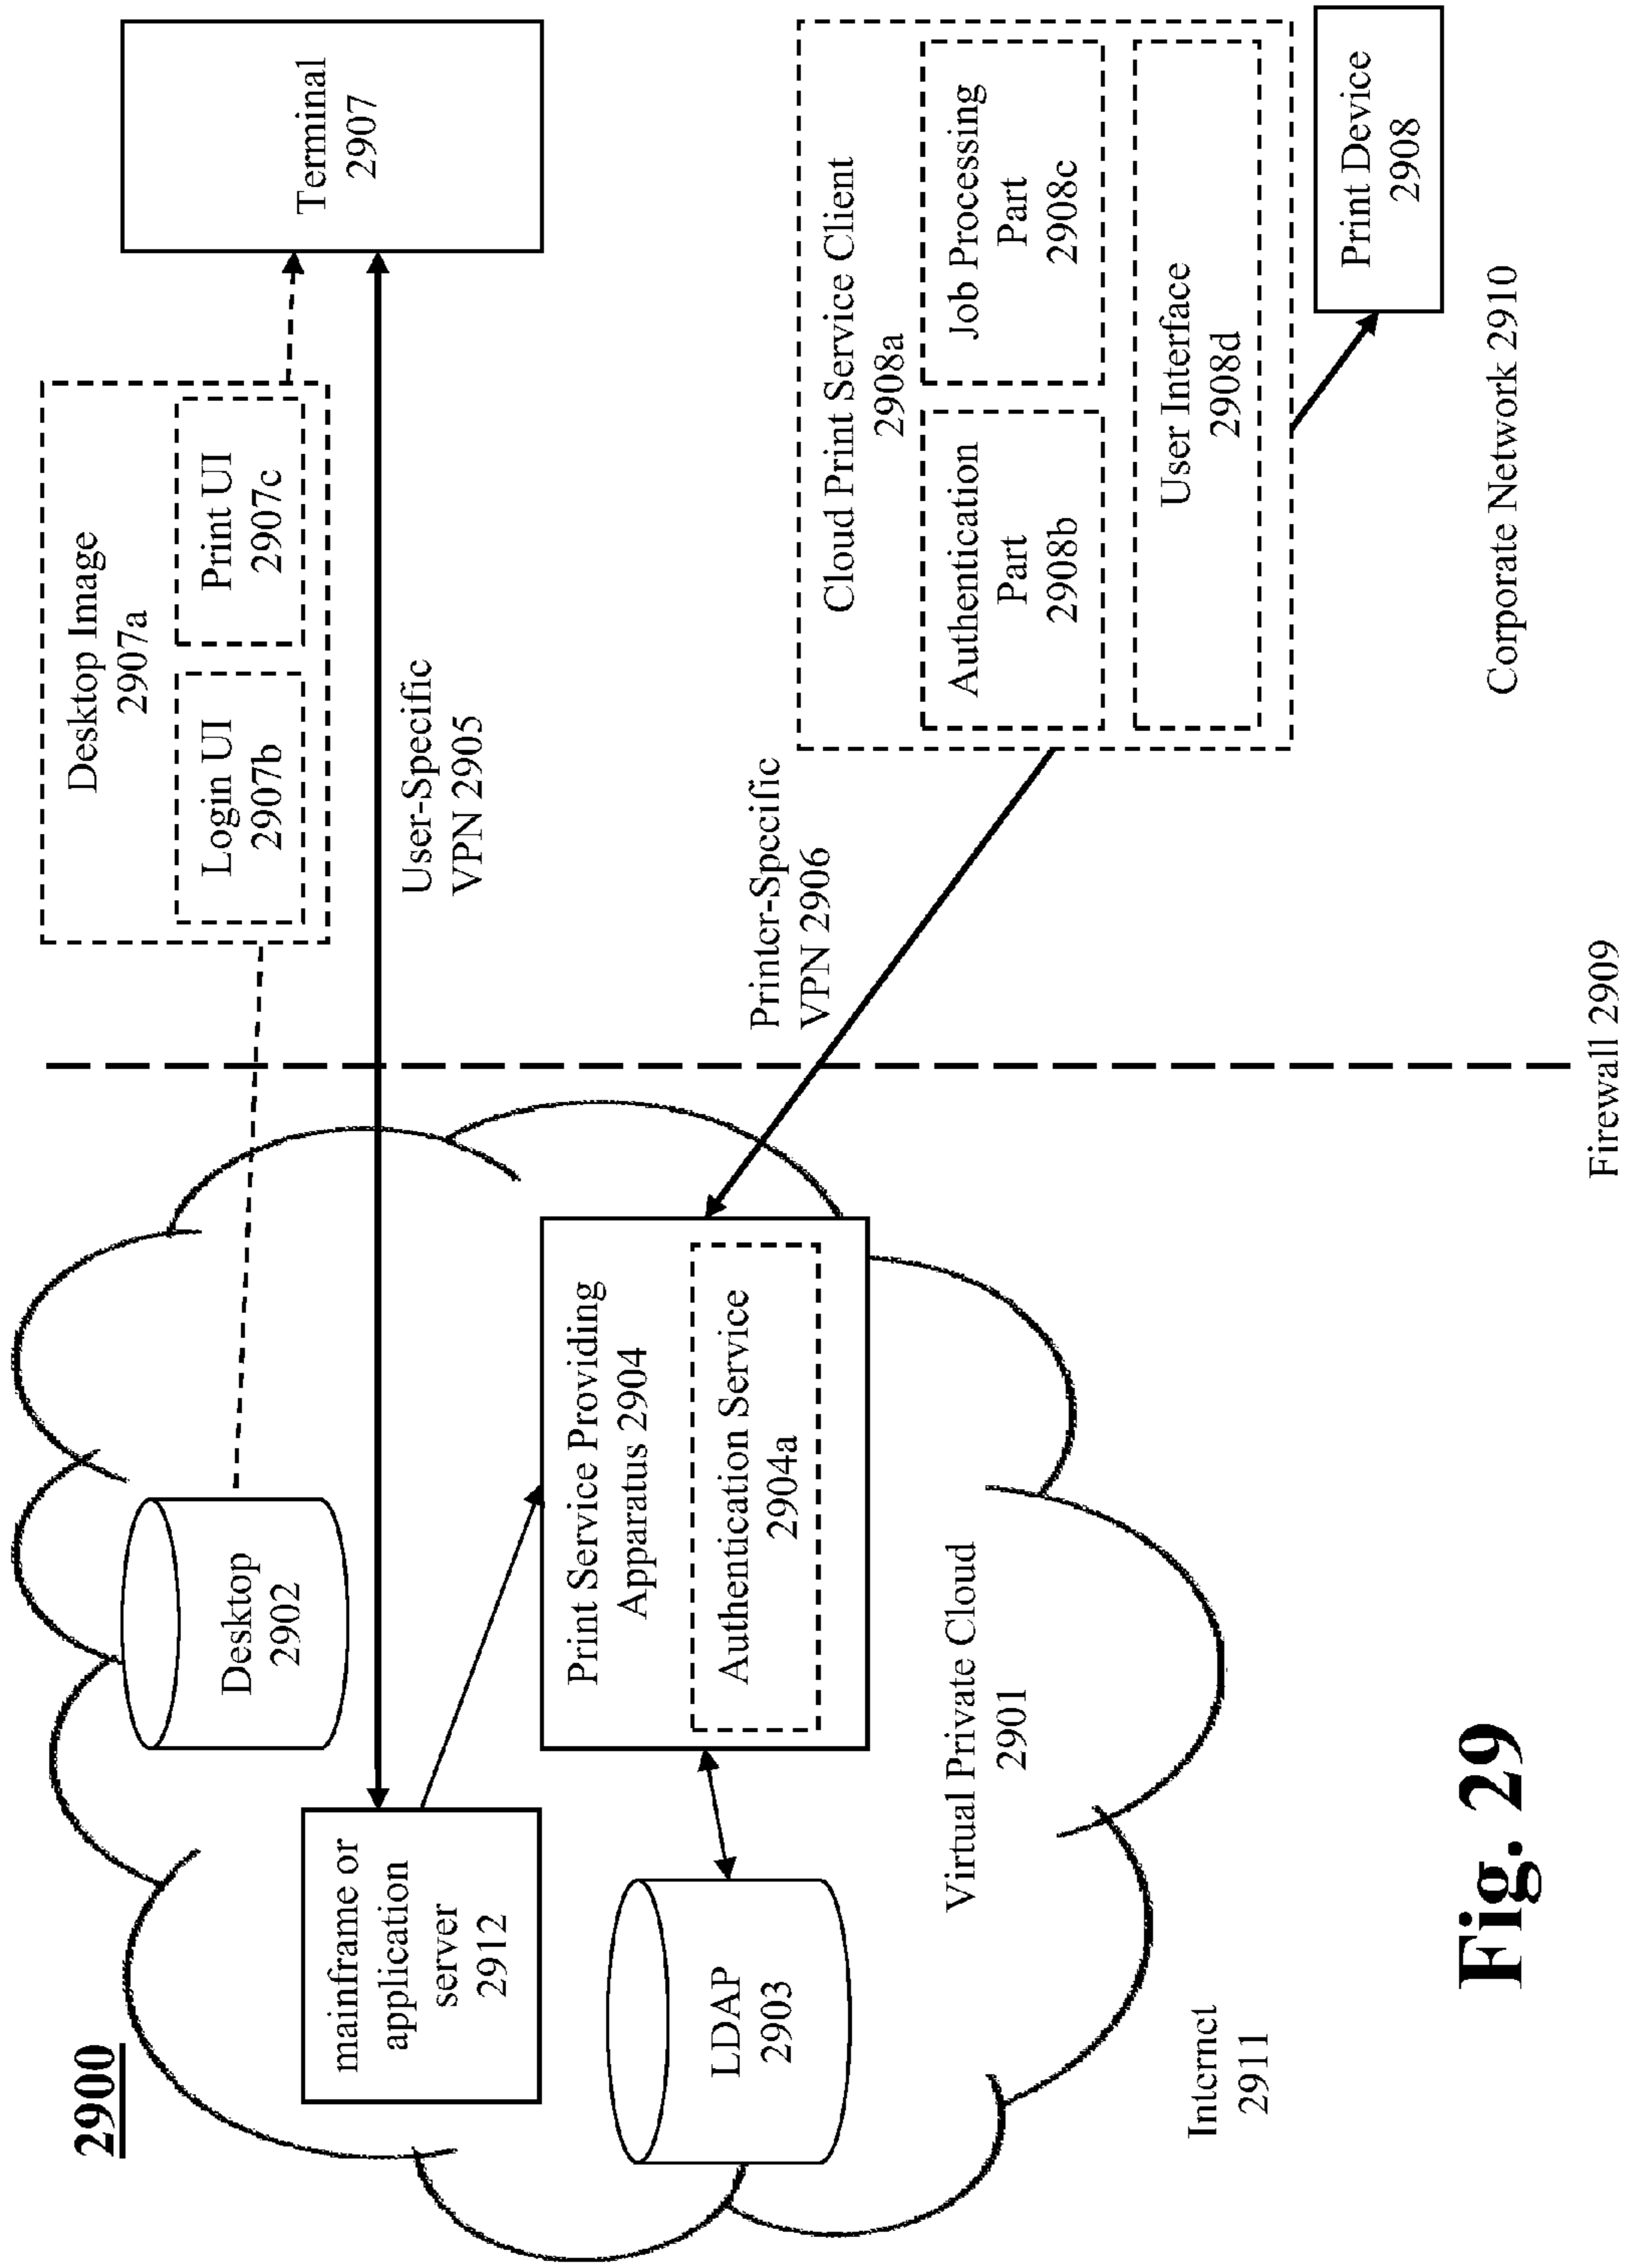 2900
Desktop Image
2907a
Login UI
2907b
Print UI
2907c
Terminal
2907
Desktop
2902
User-Specific
VPN 2905
mainframe or
application
server
2912
Print Service Providing
Apparatus 2904
Authentication Service
2904a
LDAP
2903
Printer-Specific
VPN 2906
Cloud Print Service Client
2908a
Authentication
Part
2908b
Job Processing
Part
2908c
User Interface
2908d
Print Device
2908
Virtual Private Cloud
2901
Internet
2911
Corporate Network 2910
Firewall 2909
Fig. 29